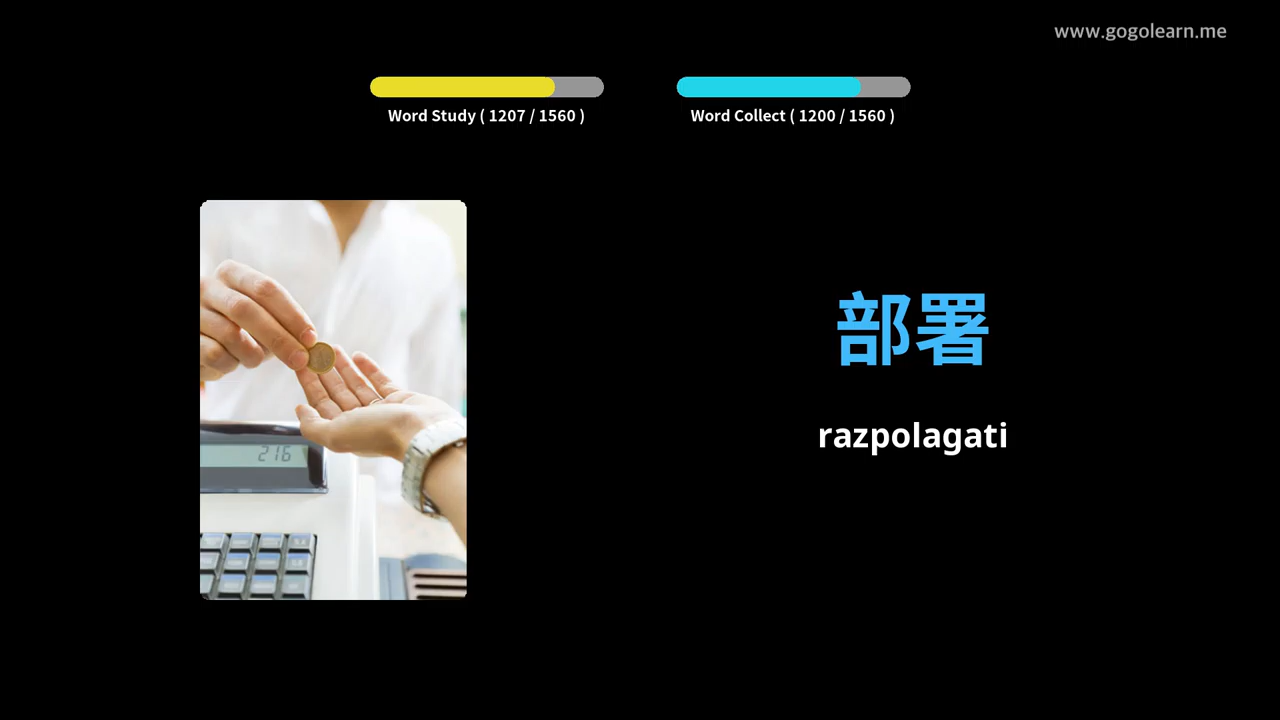 www.gogolearn.me
Word Study ( 1207 / 1560 )
Word Collect ( 1200 / 1560 )
216
部署
razpolagati